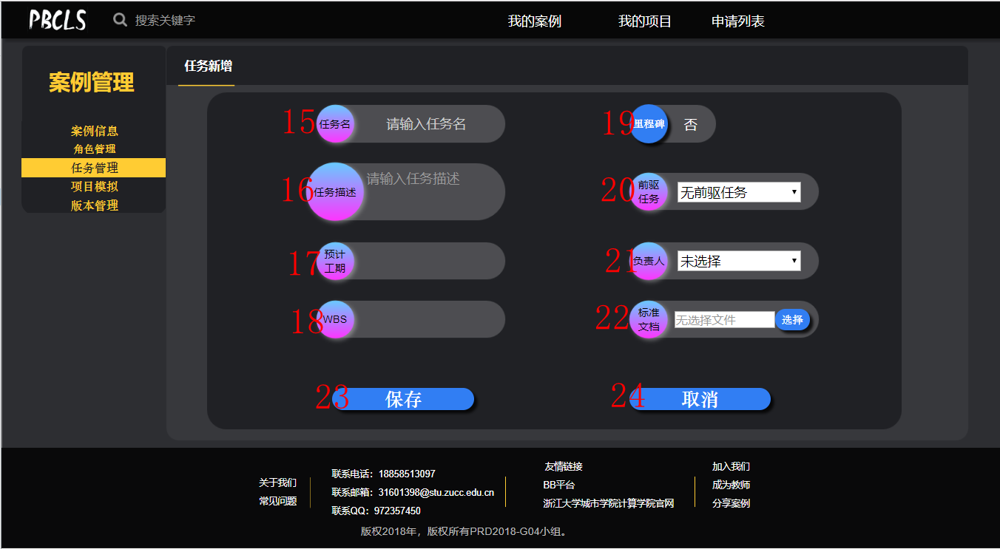 PBCLS 搜索关键字 我的案例 我的项目 申请列表
案例管理
案例信息
角色管理
任务管理
项目模拟
版本管理
任务新增
15 任务名 请输入任务名
19 里程碑 否
16 任务描述 请输入任务描述
20 前驱
任务 无前驱任务
17 预计
工期
21 负责人 未选择
18 WBS
22 标准
文档 无选择文件 选择
23 保存
24 取消
关于我们
常见问题
联系电话：18858513097
联系邮箱：31601398@stu.zucc.edu.cn
联系QQ：972357450
友情链接
BB平台
浙江大学城市学院计算学院官网
加入我们
成为教师
分享案例
版权2018年，版权所有PRD2018-G04小组。